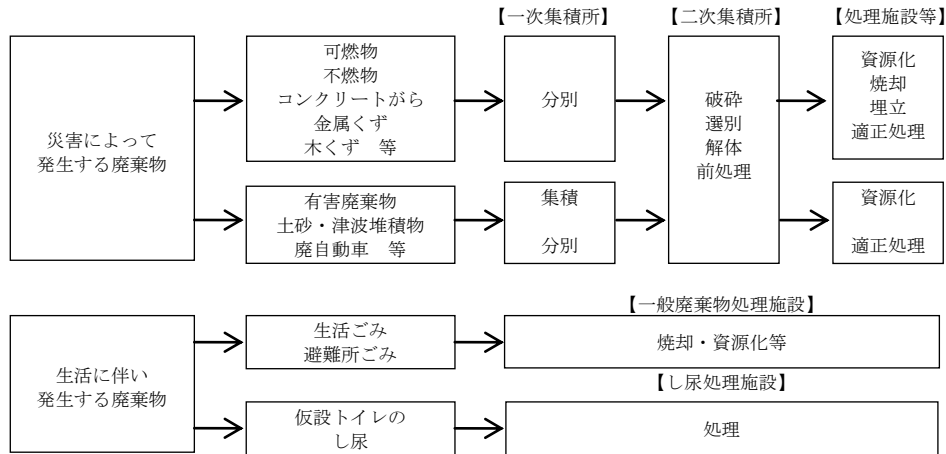 【一次集積所】 【二次集積所】 【処理施設等】
災害によって
発生する廃棄物
可燃物
不燃物
コンクリートがら
金属くず
木くず 等
分別
破砕
選別
解体
前処理
資源化
焼却
埋立
適正処理
有害廃棄物
土砂・津波堆積物
廃自動車 等
集積
分別
資源化
適正処理
【一般廃棄物処理施設】
生活に伴い
発生する廃棄物
生活ごみ
避難所ごみ
焼却・資源化等
【し尿処理施設】
仮設トイレの
し尿
処理